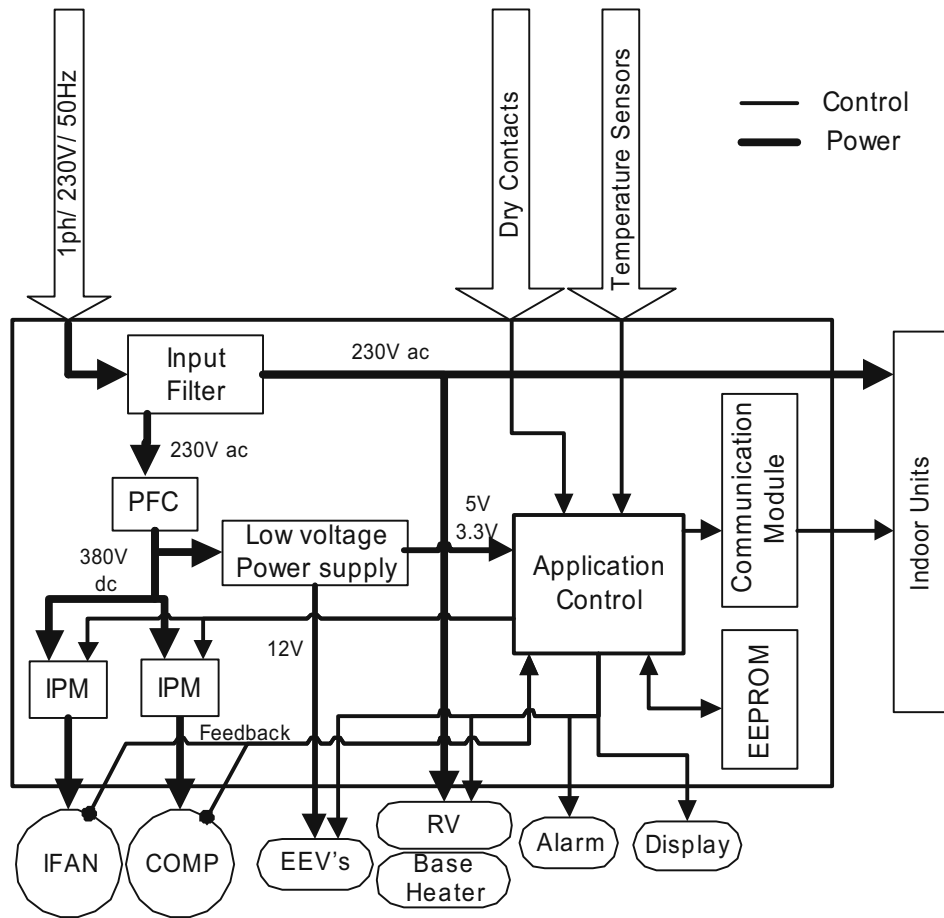 1ph/ 230V/ 50Hz
Dry Contacts
Temperature Sensors
Control
Power
Input
Filter
230V ac
230V ac
PFC
380V
dc
Low voltage
Power supply
5V
3.3V
Application
Control
Communication
Module
Indoor Units
12V
IPM
IPM
EEPROM
Feedback
IFAN
COMP
EEV's
RV
Base
Heater
Alarm
Display